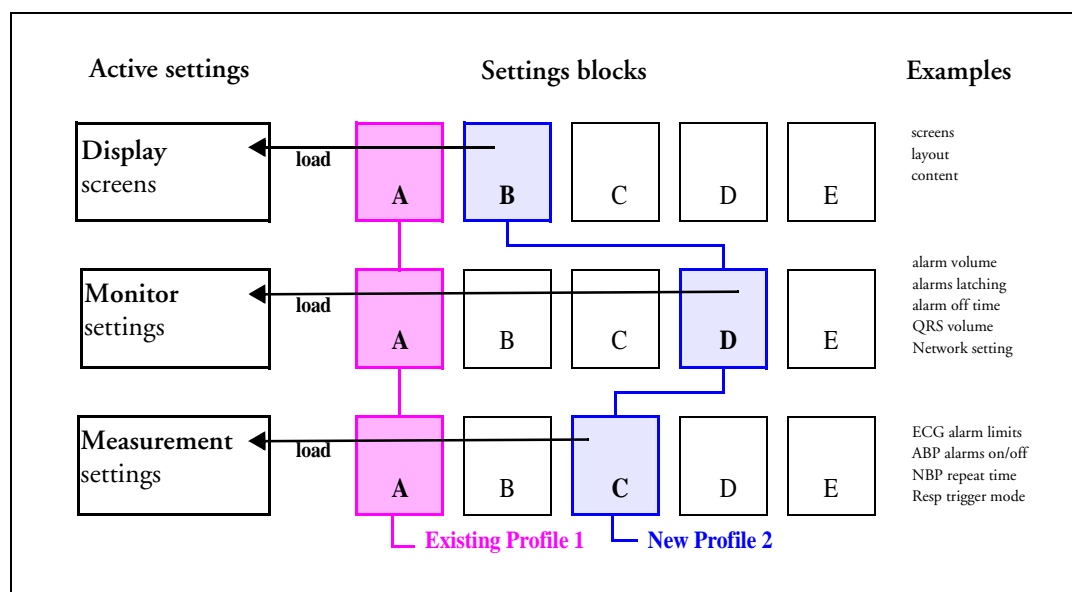 Active settings
Settings blocks
Examples
Display
screens
load
A
B
C
D
E
screens
layout
content
Monitor
settings
load
A
B
C
D
E
alarm volume
alarms latching
alarm off time
QRS volume
Network setting
Measurement
settings
load
A
B
C
D
E
ECG alarm limits
ABP alarms on/off
NBP repeat time
Resp trigger mode
Existing Profile 1
New Profile 2